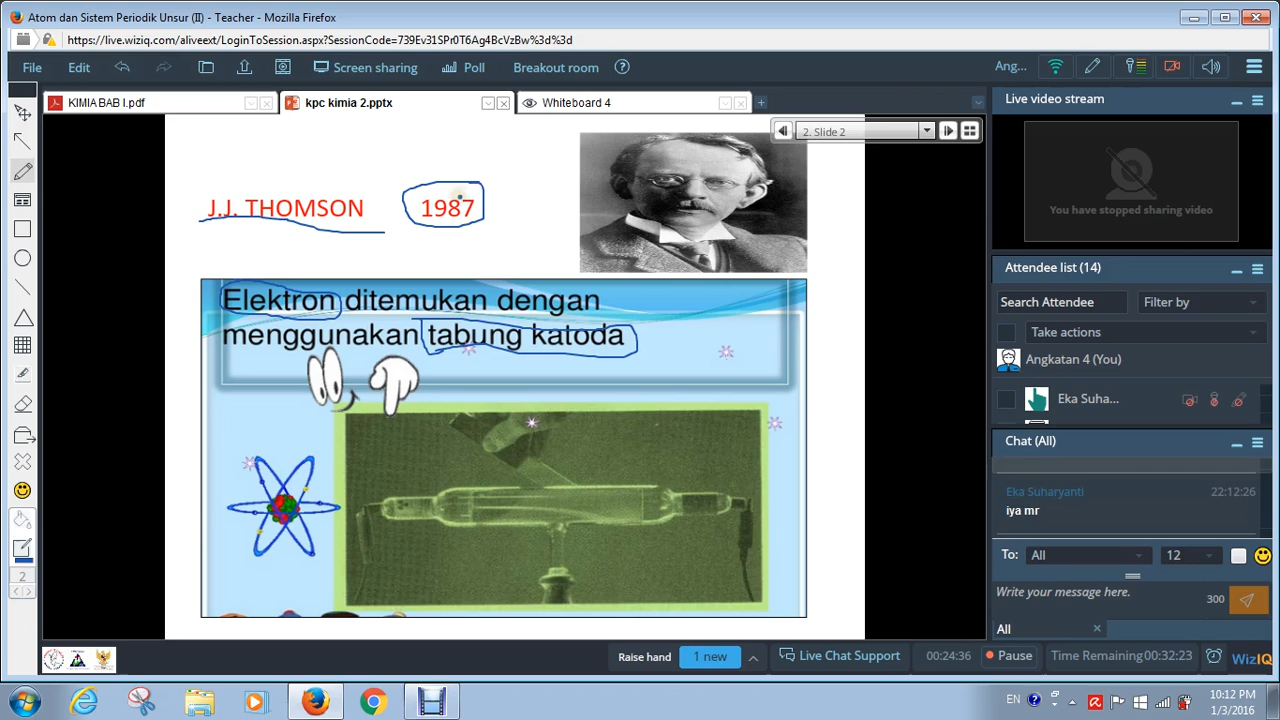 Atom dan Sistem Periodik Unsur (II) - Teacher - Mozilla Firefox
https://live.wiziq.com/aliveext/LoginToSession.aspx?SessionCode=739Ev31SPr0T6Ag4BcVzBw%3d%3d
File Edit Screen sharing Poll Breakout room ? Ang...
KIMIA BAB I.pdf kpc kimia 2.pptx Whiteboard 4
Live video stream
2. Slide 2
J.J. THOMSON 1987
You have stopped sharing video
Elektron ditemukan dengan
menggunakan tabung katoda
Attendee list (14)
Search Attendee Filter by
Take actions
Angkatan 4 (You)
Eka Suha...
Chat (All)
Eka Suharyanti 22:12:26
iya mr
To: All 12
Write your message here. 300
All
2
Raise hand 1 new Live Chat Support 00:24:36 Pause Time Remaining 00:32:23 WizIQ
EN 10:12 PM
1/3/2016